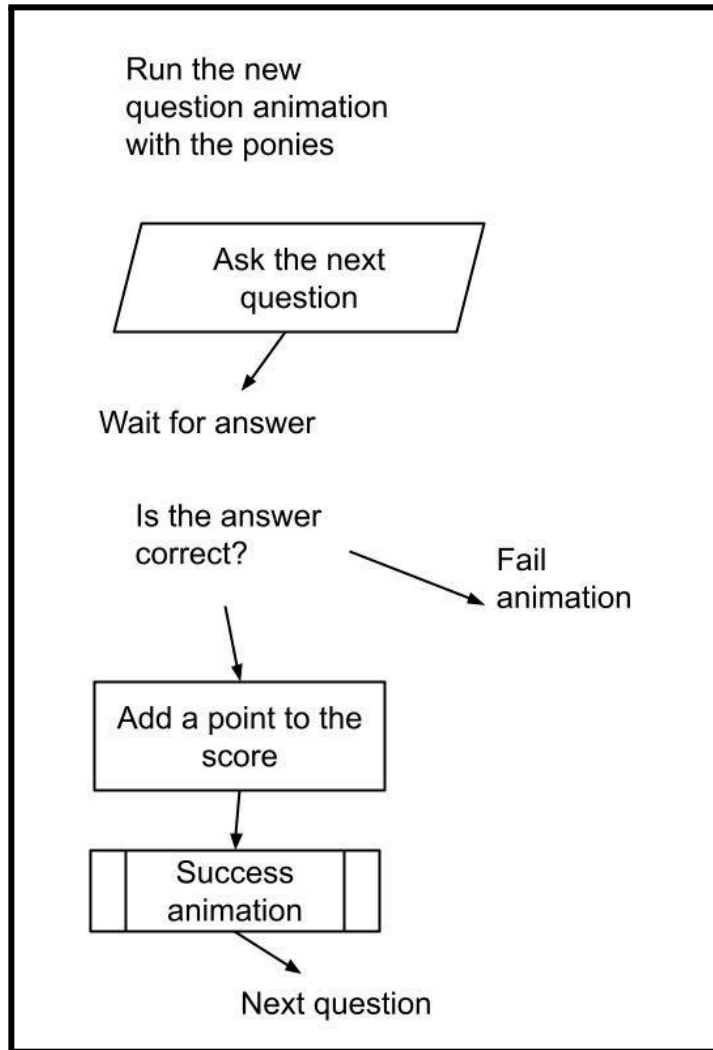 Run the new
question animation
with the ponies
Ask the next
question
Wait for answer
Is the answer
correct?
Fail
animation
Add a point to the
score
Success
animation
Next question